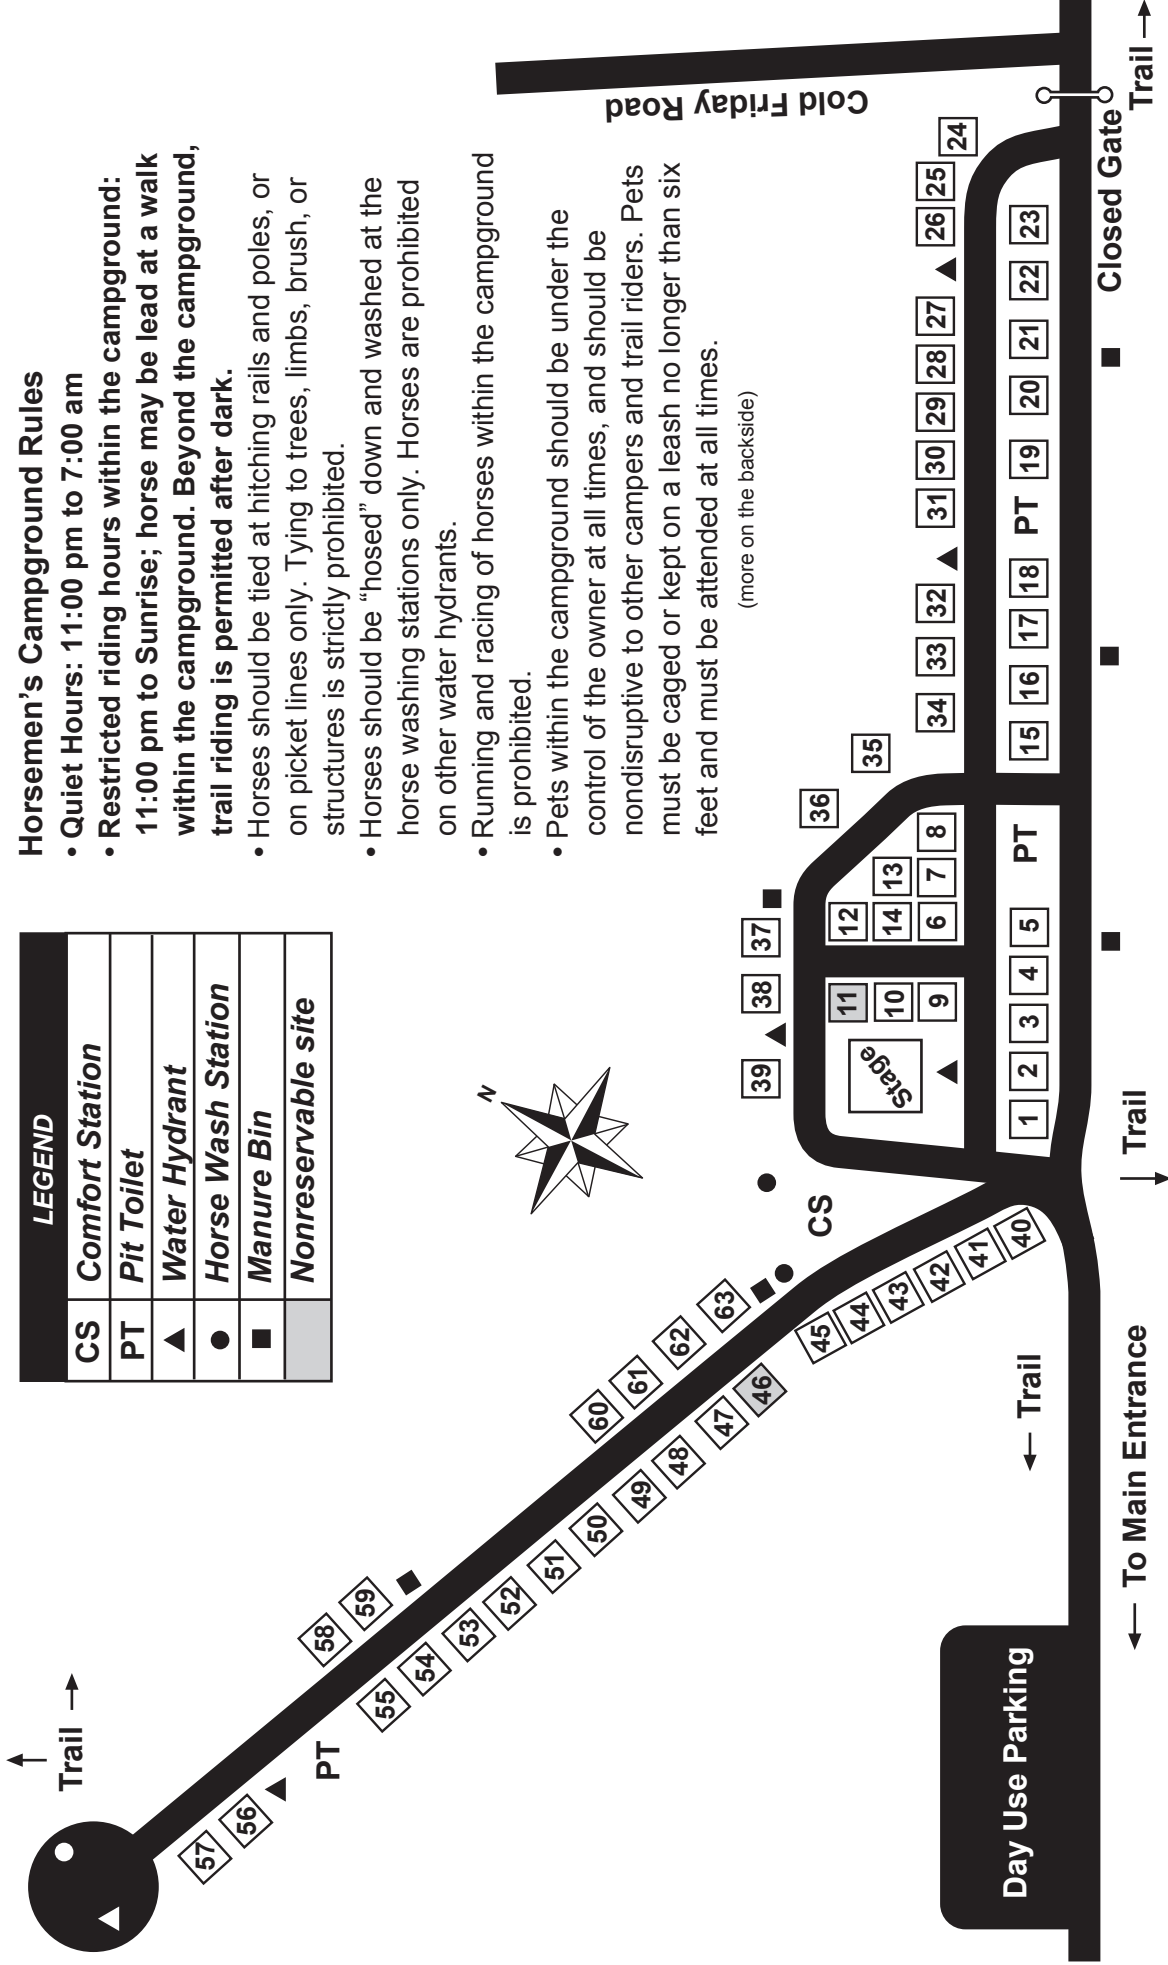 LEGEND
CS Comfort Station
PT Pit Toilet
Water Hydrant
Horse Wash Station
Manure Bin
Nonreservable site
Horsemen's Campground Rules
• Quiet Hours: 11:00 pm to 7:00 am
• Restricted riding hours within the campground:
11:00 pm to Sunrise; horse may be lead at a walk
within the campground. Beyond the campground,
trail riding is permitted after dark.
• Horses should be tied at hitching rails and poles, or
on picket lines only. Tying to trees, limbs, brush, or
structures is strictly prohibited.
• Horses should be “hosed” down and washed at the
horse washing stations only. Horses are prohibited
on other water hydrants.
• Running and racing of horses within the campground
is prohibited.
• Pets within the campground should be under the
control of the owner at all times, and should be
nondisruptive to other campers and trail riders. Pets
must be caged or kept on a leash no longer than six
feet and must be attended at all times.
(more on the backside)
Trail
57
56
PT
55
54
53
52
51
50
49
48
47
46
45
44
43
42
41
40
58
59
60
61
62
63
CS
N
39
38
37
36
35
34
33
32
31
30
29
28
27
26
25
24
Cold Friday Road
Stage
11
10
9
12
14
13
6
7
8
1
2
3
4
5
PT
15
16
17
18
PT
19
20
21
22
23
Day Use Parking
Trail
To Main Entrance
Trail
Closed Gate
Trail